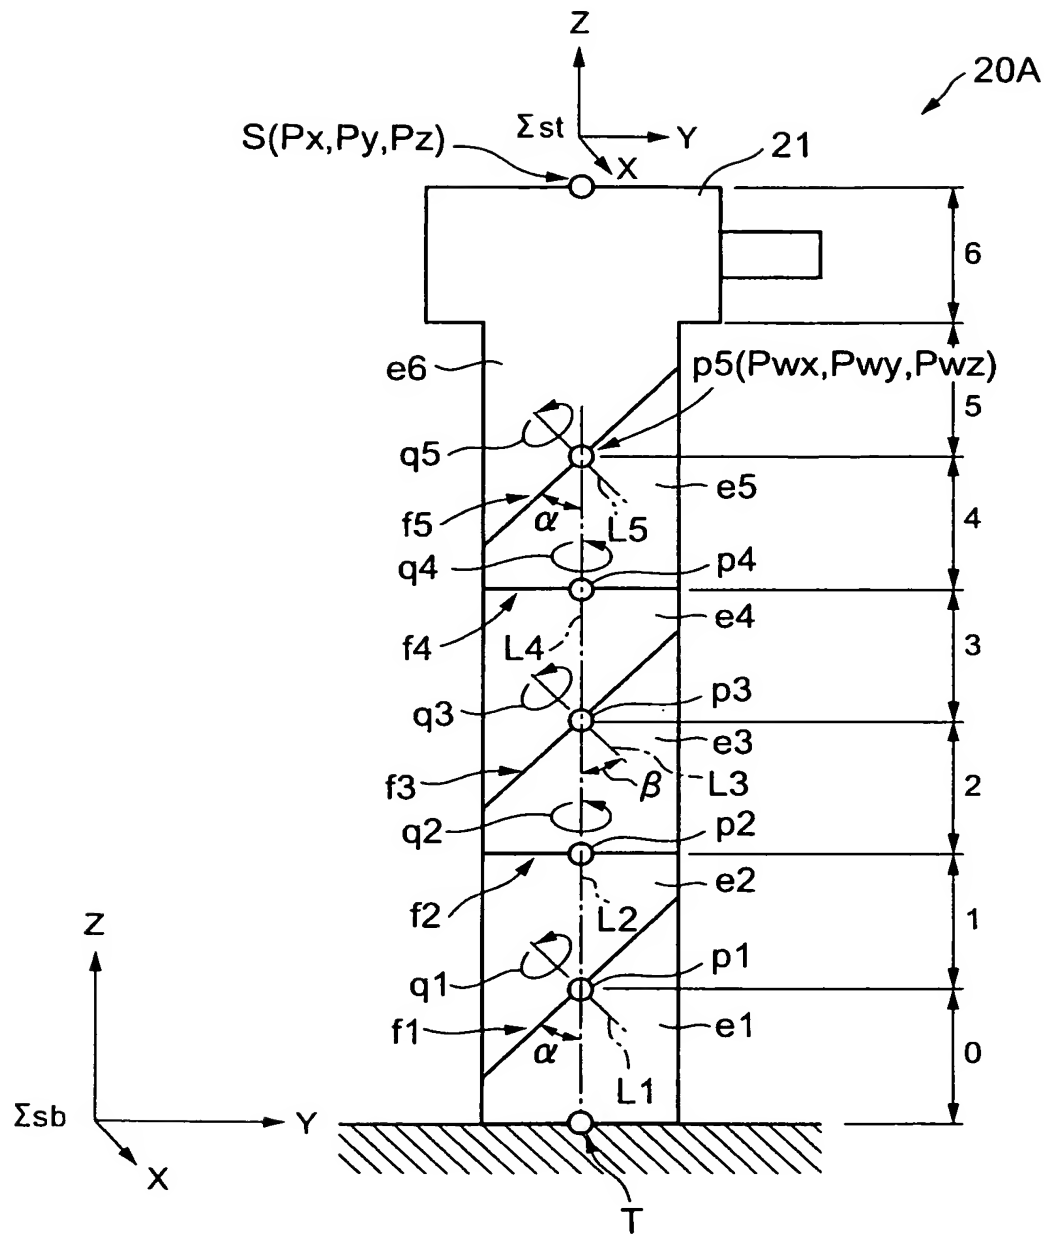 Z
20A
Σst
S(Px,Py,Pz)
Y
21
X
6
e6
p5(Pwx,Pwy,Pwz)
5
q5
e5
f5
α
L5
4
q4
p4
e4
f4
L4
3
q3
p3
e3
f3
β
L3
2
q2
p2
e2
f2
L2
1
Z
q1
p1
e1
f1
α
0
L1
Σsb
Y
X
T